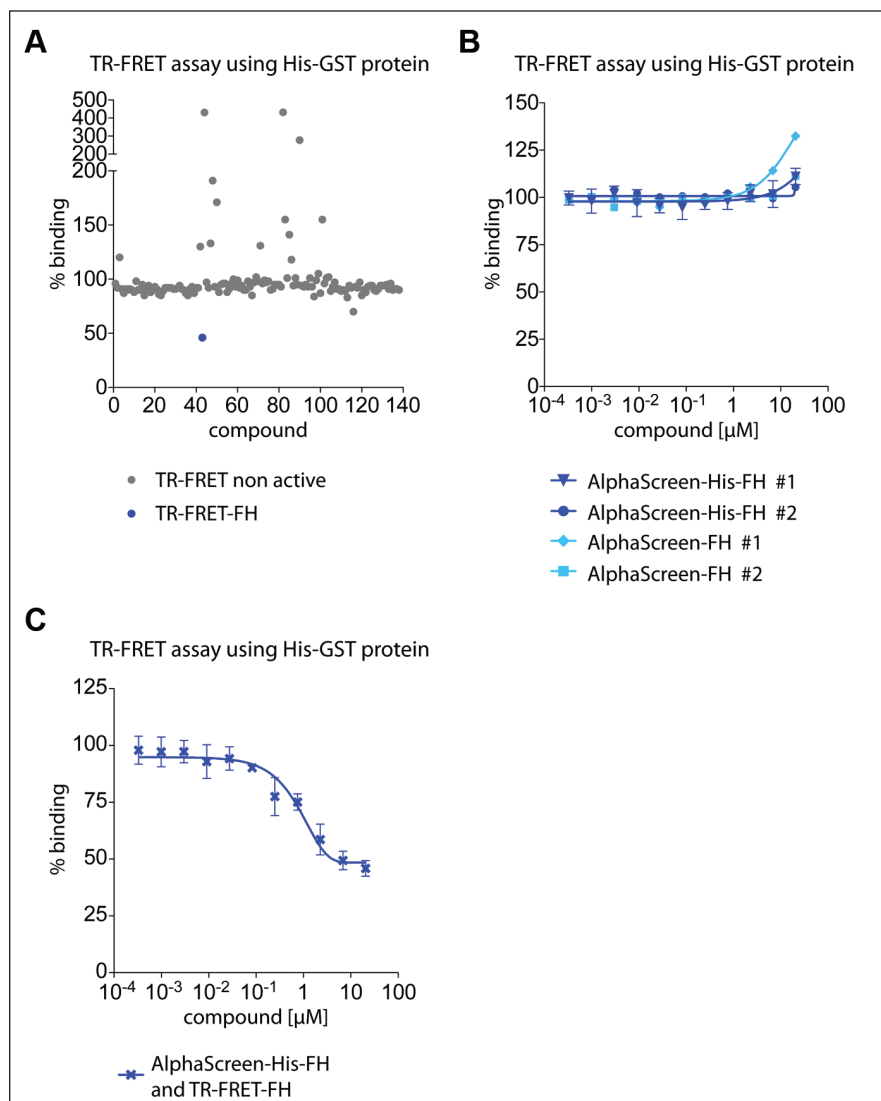 A
TR-FRET assay using His-GST protein
500
400
300
200
200
150
100
50
0
% binding
0 20 40 60 80 100 120 140
compound
TR-FRET non active
TR-FRET-FH
B
TR-FRET assay using His-GST protein
150
125
100
75
50
25
0
% binding
10⁻⁴ 10⁻³ 10⁻² 10⁻¹ 1 10 100
compound [µM]
AlphaScreen-His-FH #1
AlphaScreen-His-FH #2
AlphaScreen-FH #1
AlphaScreen-FH #2
C
TR-FRET assay using His-GST protein
125
100
75
50
25
0
% binding
10⁻⁴ 10⁻³ 10⁻² 10⁻¹ 1 10 100
compound [µM]
AlphaScreen-His-FH
and TR-FRET-FH